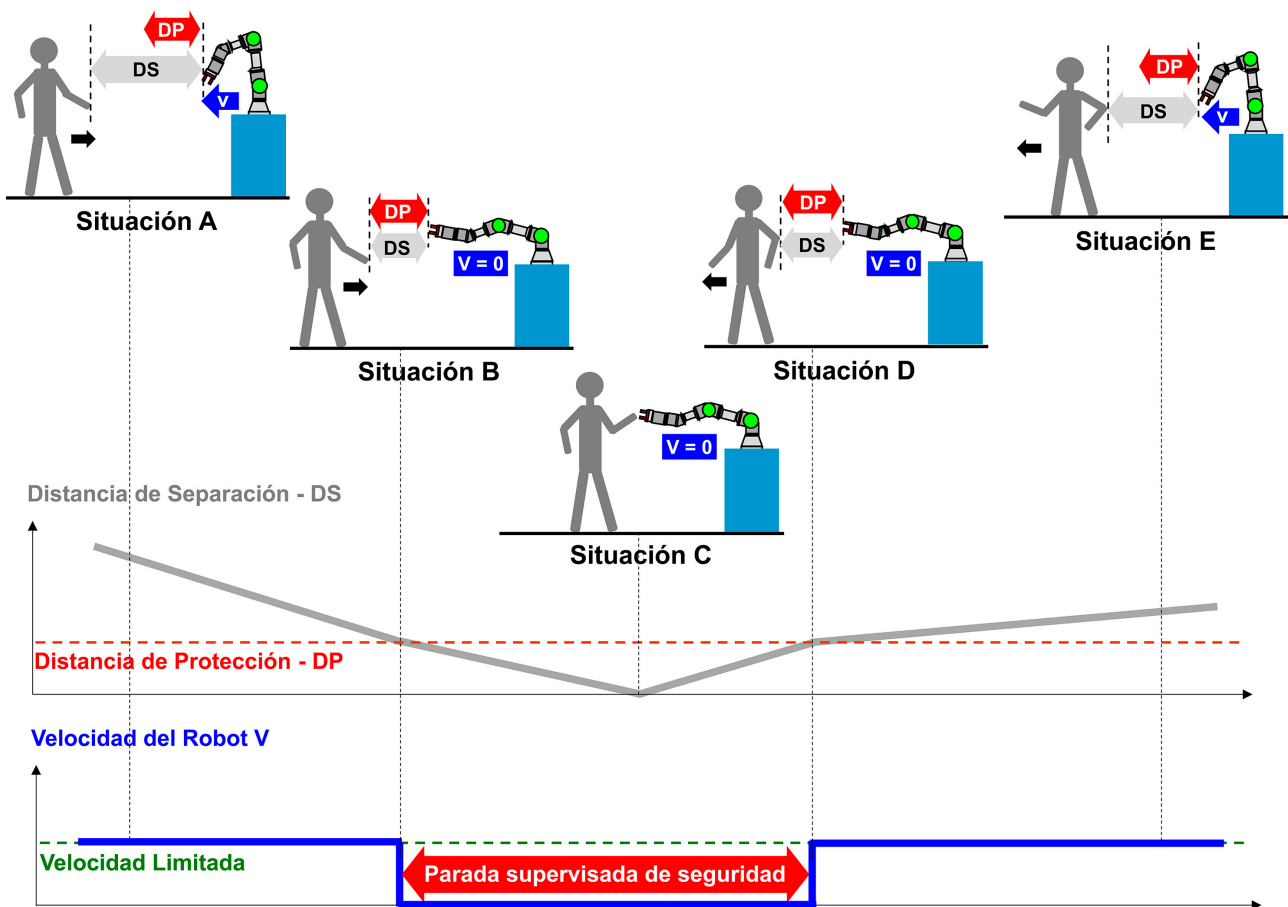 DP
DS
v
Situación A
DP
DS
V = 0
Situación B
V = 0
Situación C
DP
DS
V = 0
Situación D
DP
DS
v
Situación E
Distancia de Separación - DS
Distancia de Protección - DP
Velocidad del Robot V
Velocidad Limitada
Parada supervisada de seguridad